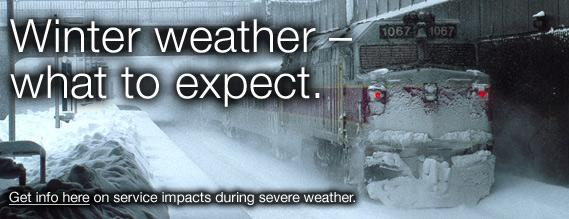 Winter weather –
what to expect.
1067 1067
Get info here on service impacts during severe weather.